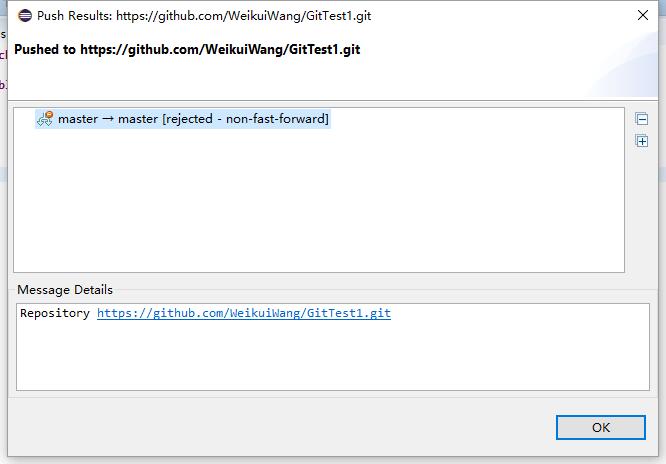 Push Results: https://github.com/WeikuiWang/GitTest1.git
Pushed to https://github.com/WeikuiWang/GitTest1.git
master → master [rejected - non-fast-forward]
Message Details
Repository https://github.com/WeikuiWang/GitTest1.git
OK